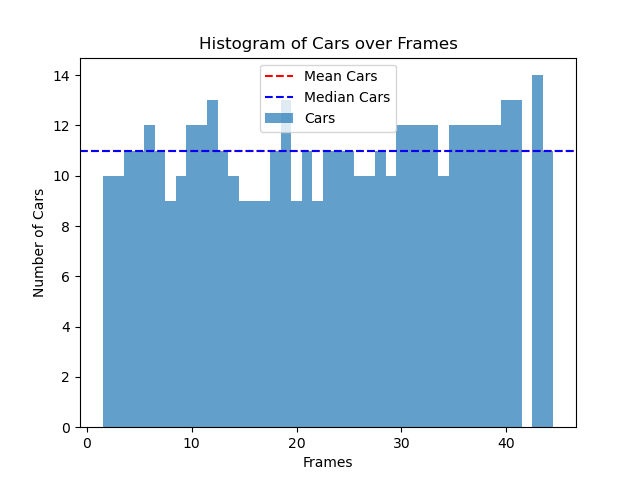 Histogram of Cars over Frames
Mean Cars
Median Cars
Cars
14
12
10
8
6
4
2
0
Number of Cars
0 10 20 30 40
Frames